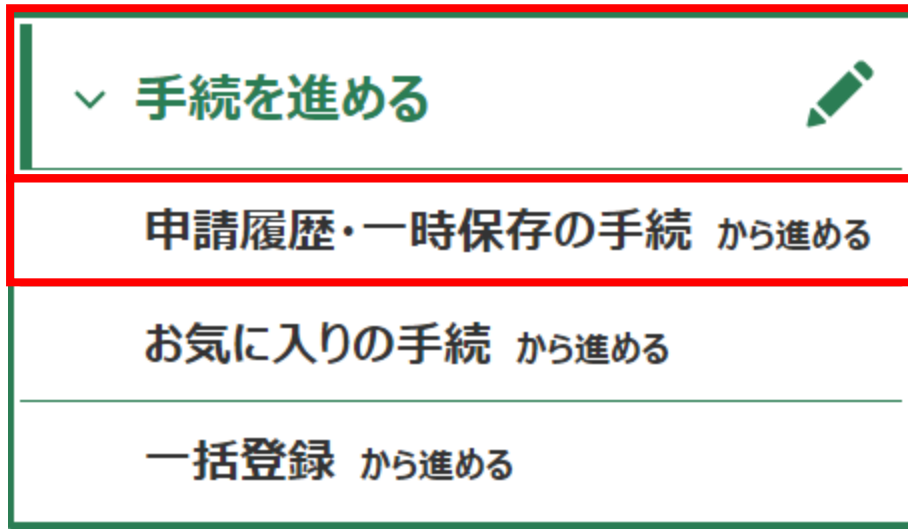 手続を進める
申請履歴・一時保存の手続 から進める
お気に入りの手続 から進める
一括登録 から進める